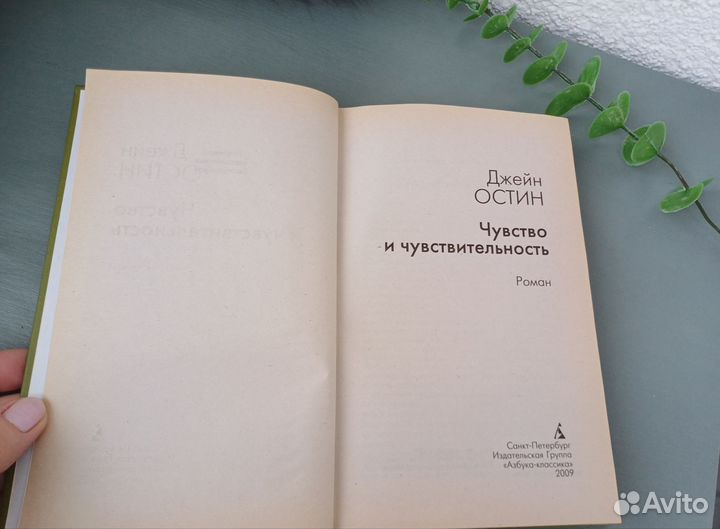 Джейн
ОСТИН
Чувство
и чувствительность
Роман
Санкт-Петербург
Издательская Группа
«Азбука-классика»
2009
Avito